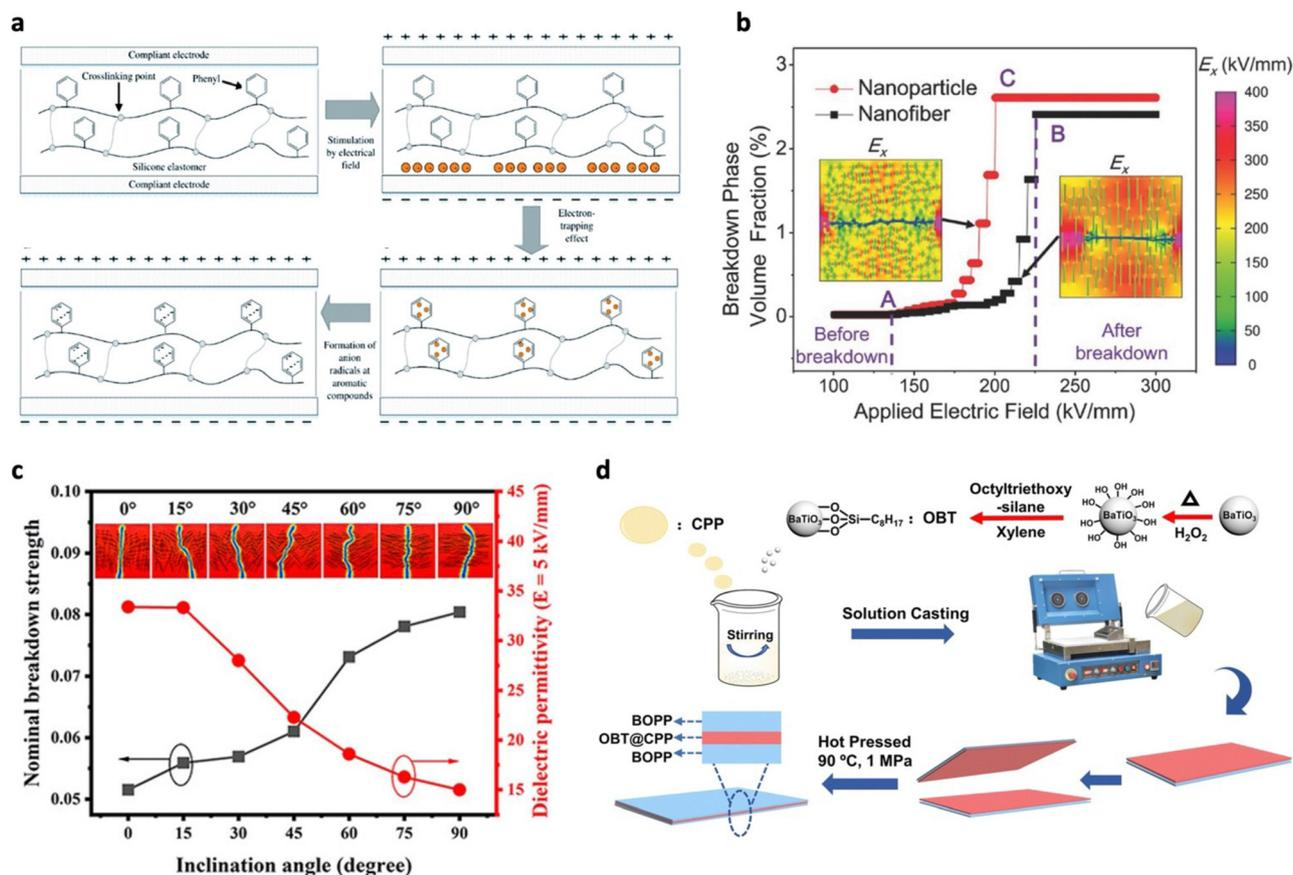 a
Compliant electrode
Crosslinking point
Phenyl
Silicone elastomer
Compliant electrode
Stimulation
by electrical
field
+ + + + + + + + + + + + + + + + + + + +
- - - - - - - - - - - - - - - - - - - -
Electron-
trapping
effect
+ + + + + + + + + + + + + + + + + + + +
- - - - - - - - - - - - - - - - - - - -
Formation of
anion
radicals at
aromatic
compounds
+ + + + + + + + + + + + + + + + + + + +
- - - - - - - - - - - - - - - - - - - -
b
Breakdown Phase
Volume Fraction (%)
3
2
1
0
Nanoparticle
Nanofiber
C
B
A
Ex
Ex
Before
breakdown
After
breakdown
100 150 200 250 300
Applied Electric Field (kV/mm)
Ex (kV/mm)
400
350
300
250
200
150
100
50
0
c
Nominal breakdown strength
0.10
0.09
0.08
0.07
0.06
0.05
0° 15° 30° 45° 60° 75° 90°
45
40
35
30
25
20
15
Dielectric permittivity (E = 5 kV/mm)
0 15 30 45 60 75 90
Inclination angle (degree)
d
: CPP
BaTiO3
O
O
O
Si-C8H17 : OBT
Octyltriethoxy
-silane
Xylene
HO OH
BaTiO3
Δ
H2O2
BaTiO3
Stirring
Solution Casting
BOPP
OBT@CPP
BOPP
Hot Pressed
90 ºC, 1 MPa